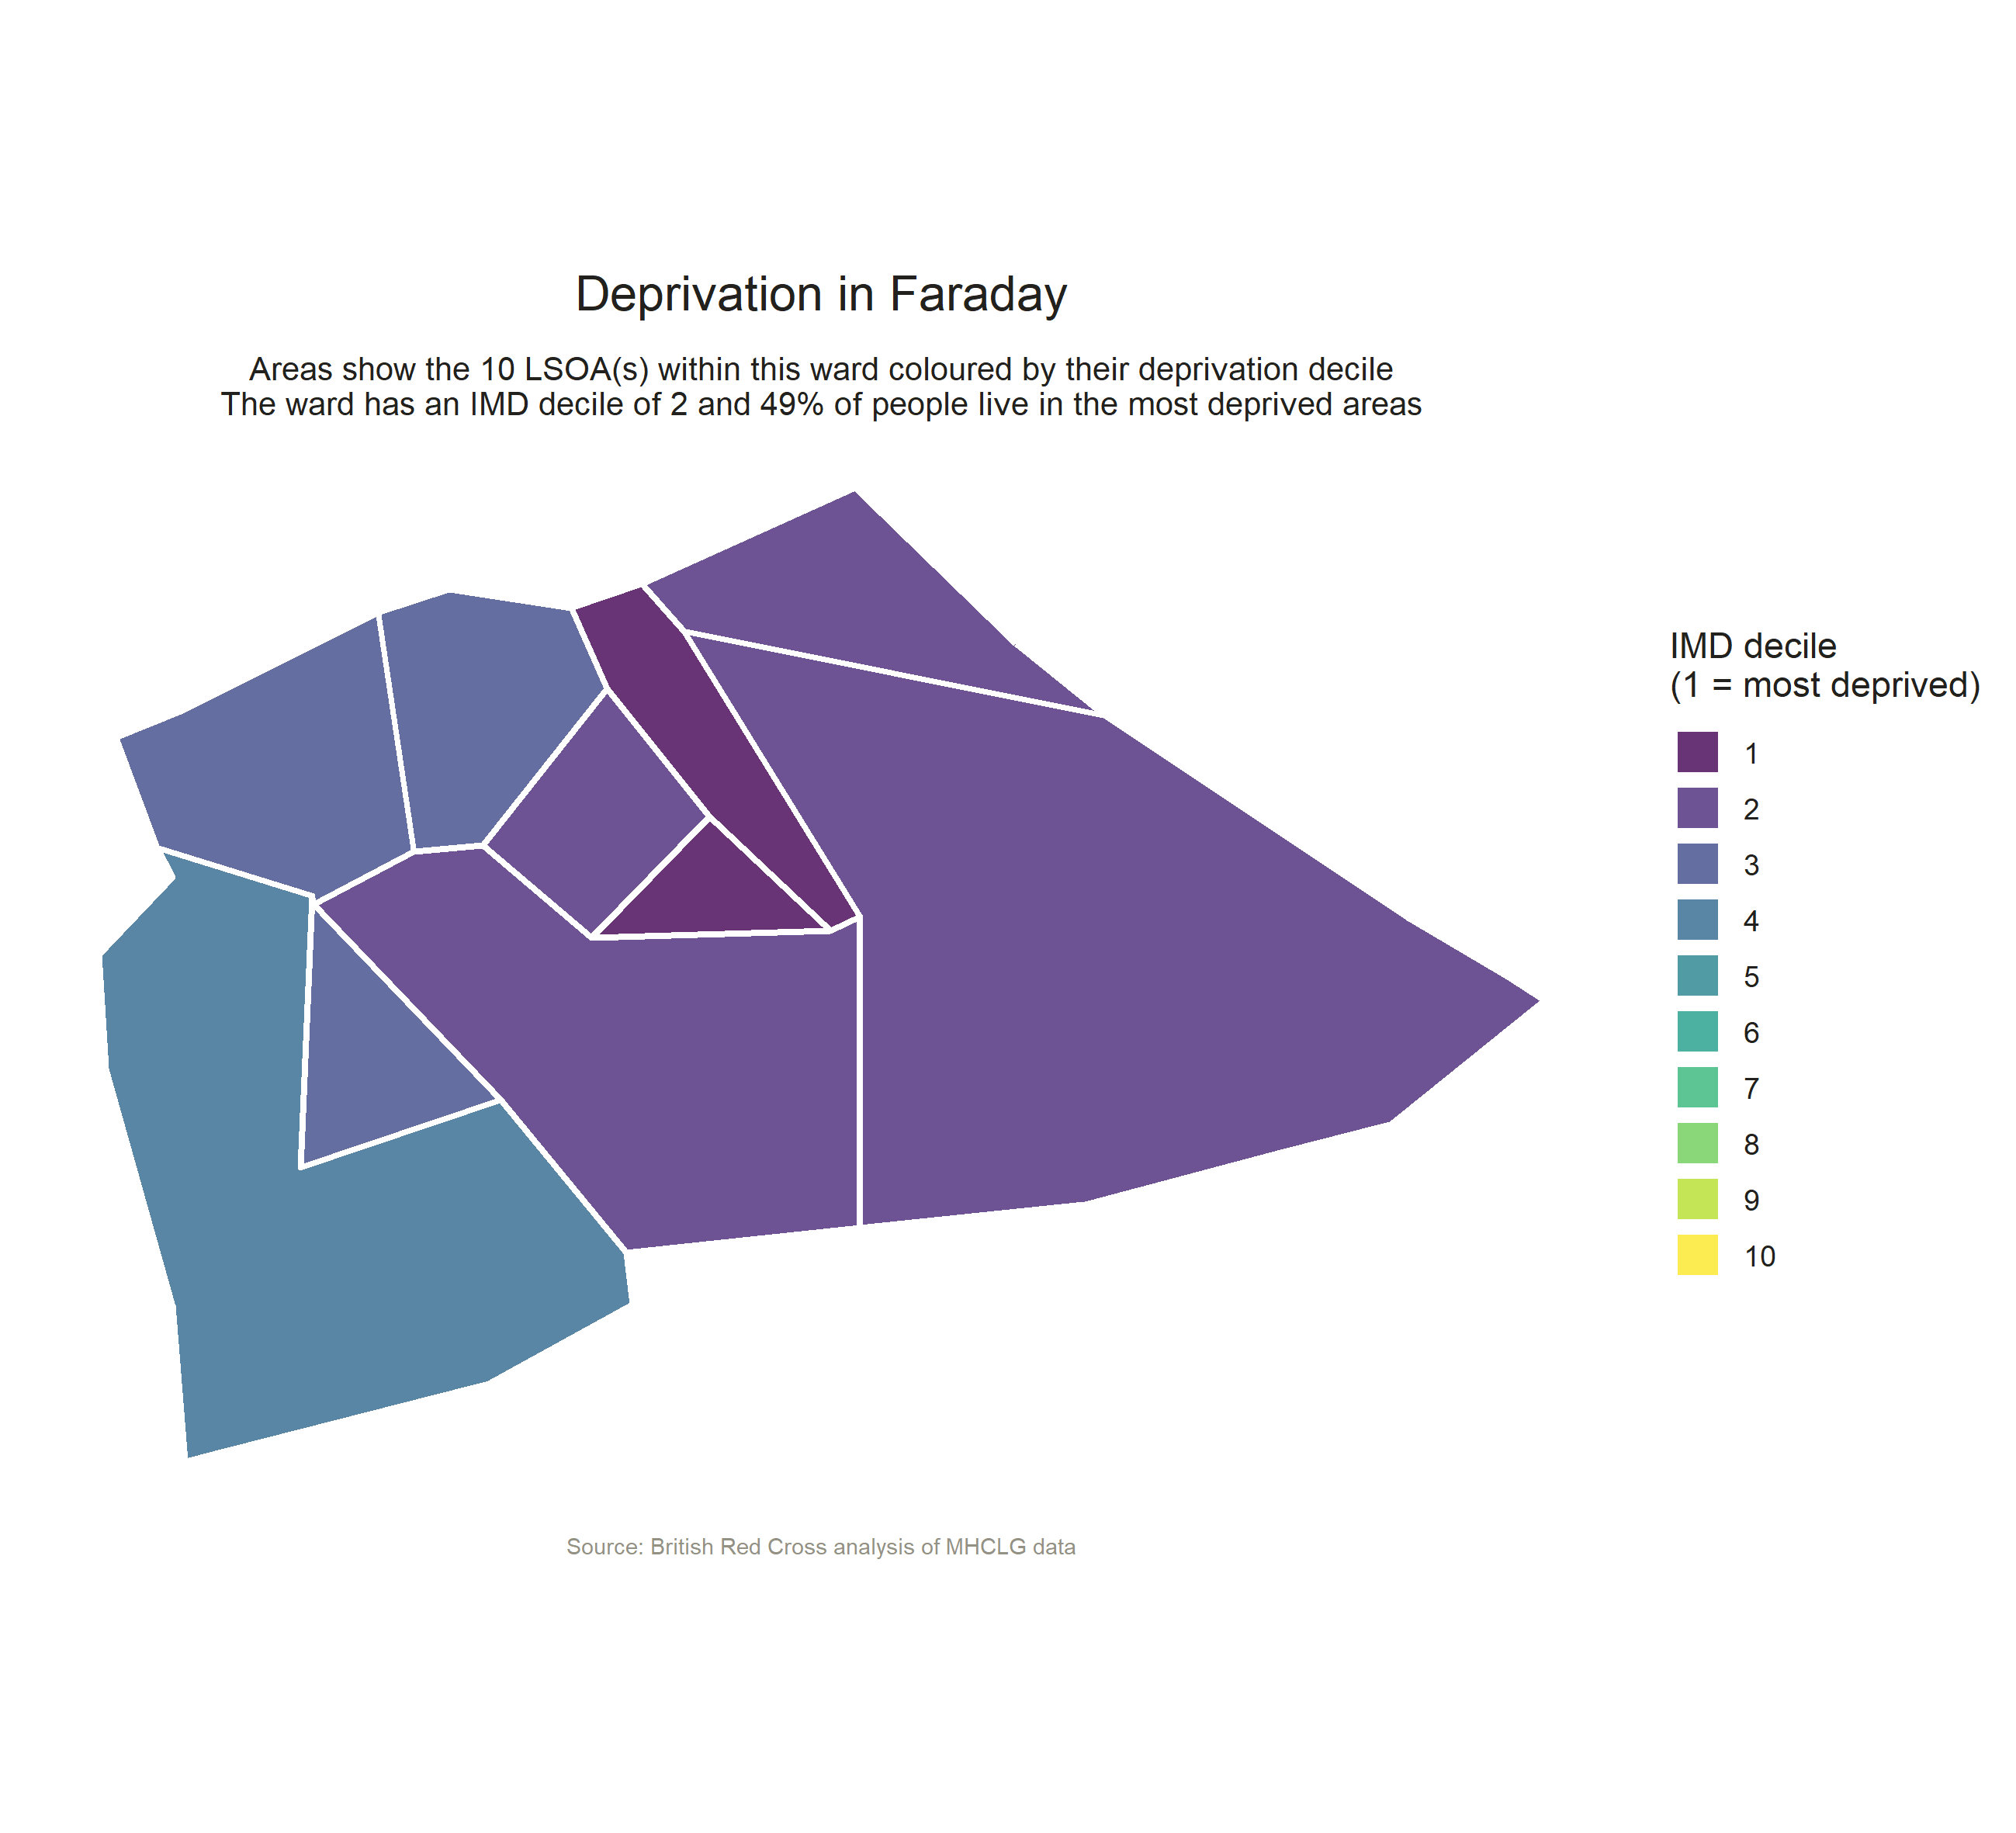 Deprivation in Faraday
Areas show the 10 LSOA(s) within this ward coloured by their deprivation decile
The ward has an IMD decile of 2 and 49% of people live in the most deprived areas
IMD decile
(1 = most deprived)
1
2
3
4
5
6
7
8
9
10
Source: British Red Cross analysis of MHCLG data